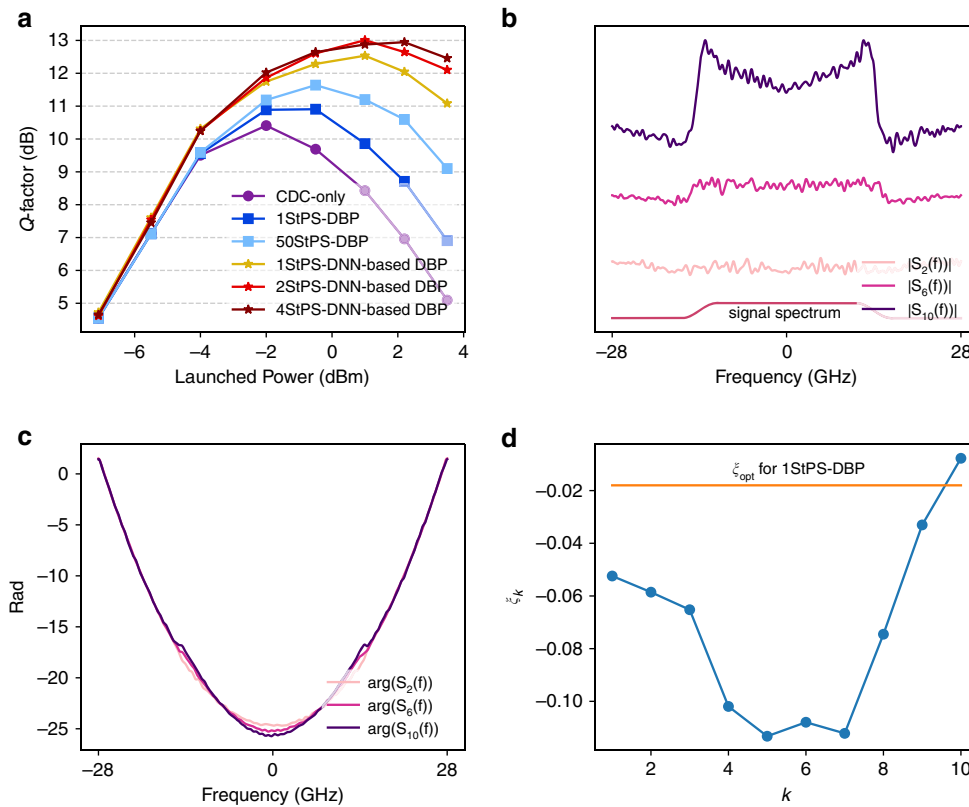 a
13
12
11
10
9
8
7
6
5
Q-factor (dB)
CDC-only
1StPS-DBP
50StPS-DBP
1StPS-DNN-based DBP
2StPS-DNN-based DBP
4StPS-DNN-based DBP
−6 −4 −2 0 2 4
Launched Power (dBm)
b
|S2(f))|
|S6(f))|
|S10(f))|
signal spectrum
−28 0 28
Frequency (GHz)
c
0
−5
−10
−15
−20
−25
Rad
arg(S2(f))
arg(S6(f))
arg(S10(f))
−28 0 28
Frequency (GHz)
d
ξopt for 1StPS-DBP
−0.02
−0.04
−0.06
−0.08
−0.10
ξk
2 4 6 8 10
k